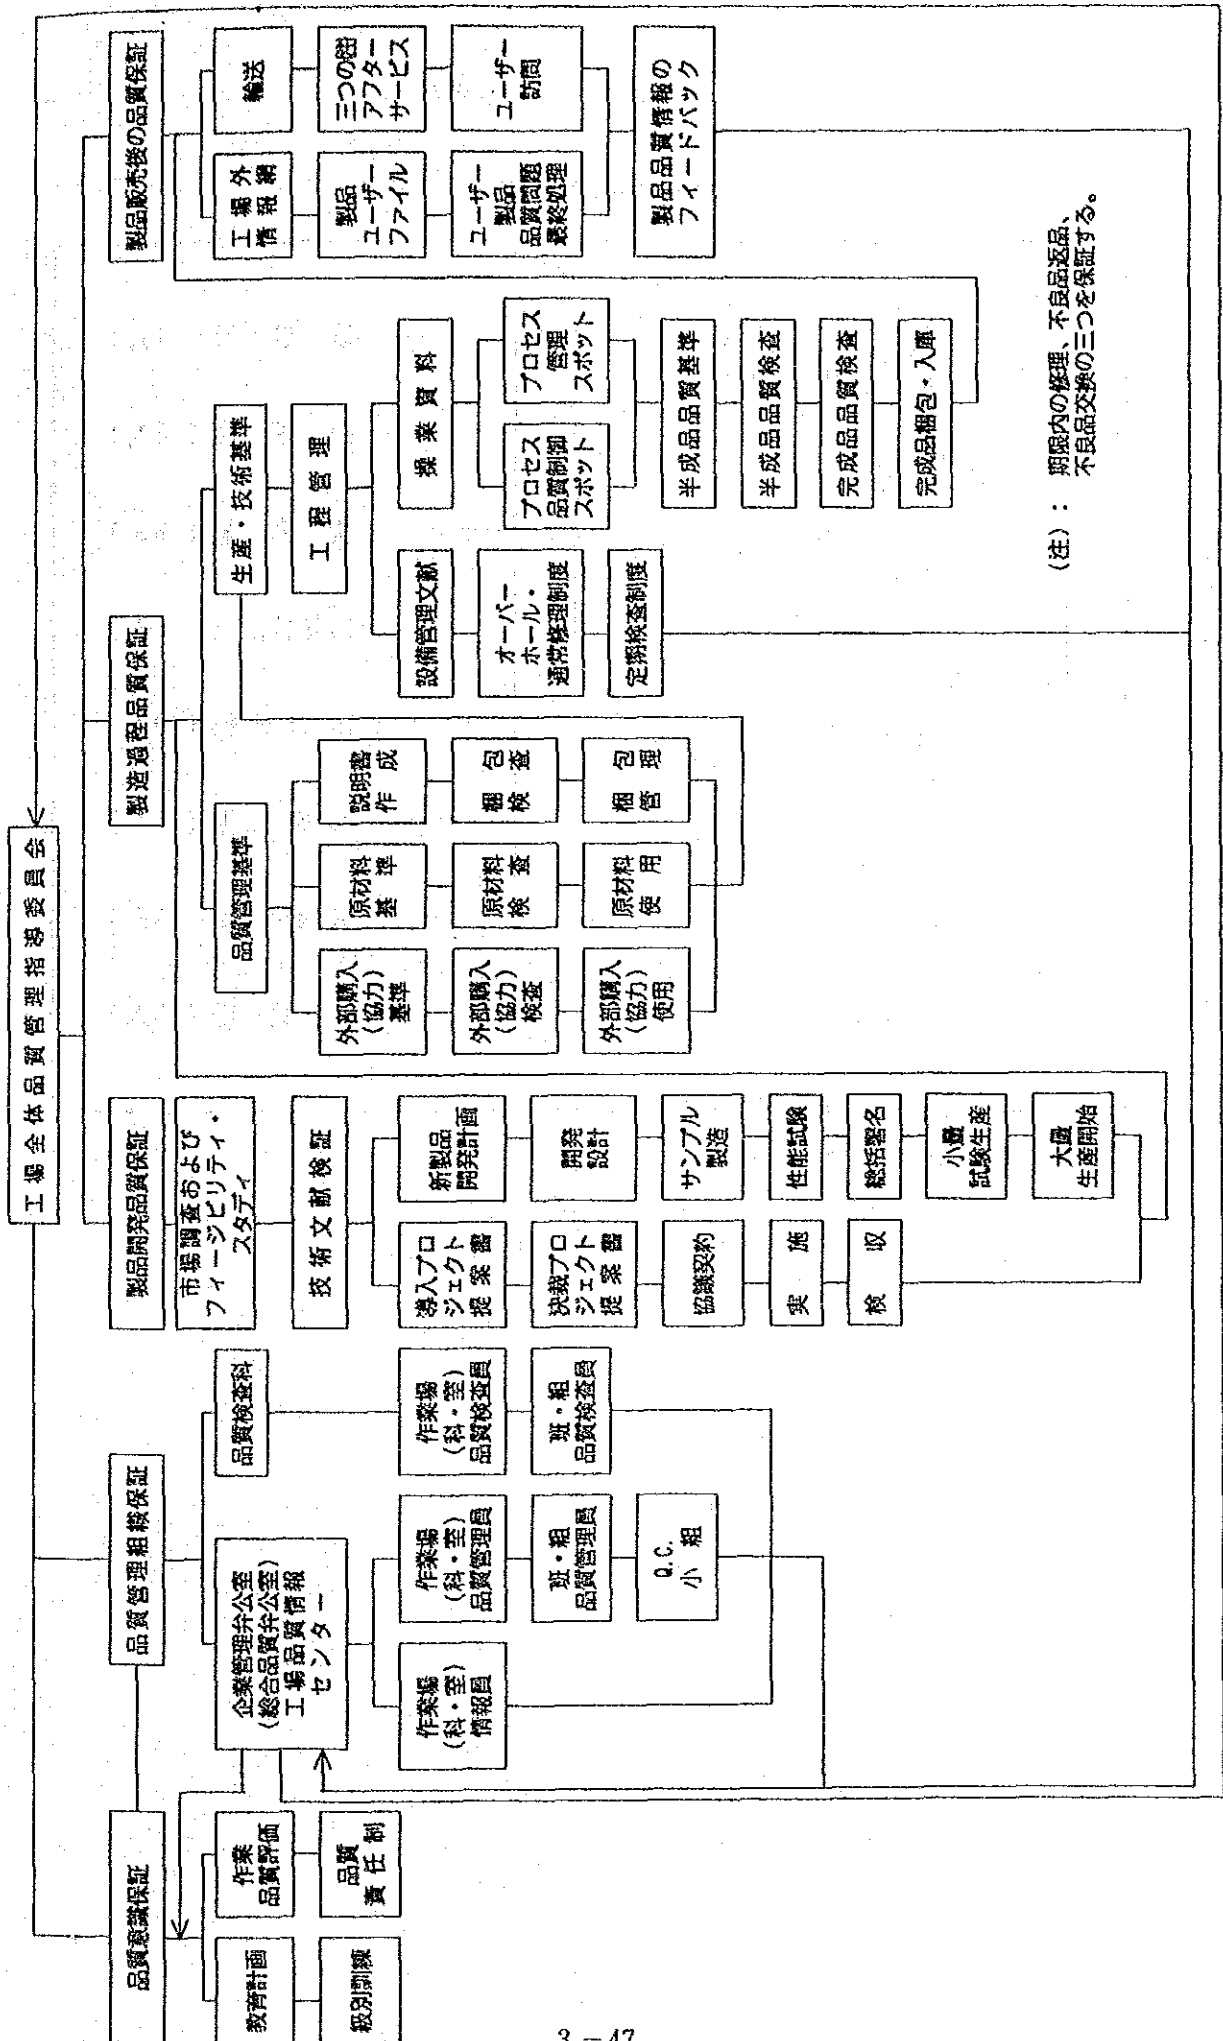 工場全体品質管理指導委員会
品質意識保証
教育計画
級別訓練
作業
品質評価
品質
責任制
品質管理組織保証
企業管理弁公室
(総合品質弁公室)
工場品質情報
センター
作業場
(科・室)
情報員
作業場
(科・室)
品質管理員
班・組
品質管理員
Q.C.
小組
品質検査科
作業場
(科・室)
品質検査員
班・組
品質検査員
製品開発品質保証
市場調査および
フィージビリティ・
スタディ
技術文献検証
導入プロ
ジェクト
提案書
決裁プロ
ジェクト
提案書
協議契約
実施
検収
新製品
開発計画
開発
設計
サンプル
製造
性能試験
総括署名
小量
試験生産
大量
生産開始
製造過程品質保証
品質管理基準
外部購入
(協力)
基準
外部購入
(協力)
検査
外部購入
(協力)
使用
原材料
基準
原材料
検査
原材料
使用
説明書
作成
梱包
検査
梱包
管理
生産・技術基準
工程管理
設備管理文献
オーバー
ホール・
通常修理制度
定期検査制度
操業資料
プロセス
品質制御
スポット
プロセス
管理
スポット
半成品品質基準
半成品品質検査
完成品品質検査
完成品梱包・入庫
製品販売後の品質保証
工場外
情報網
製品
ユーザー
ファイル
ユーザー
製品
品質問題
最終処理
輸送
三つの
アフター
サービス
ユーザー
訪問
製品品質情報の
フィードバック
(注): 期限内の修理、不良品返品、
不良品交換の三つを保証する。
3-47